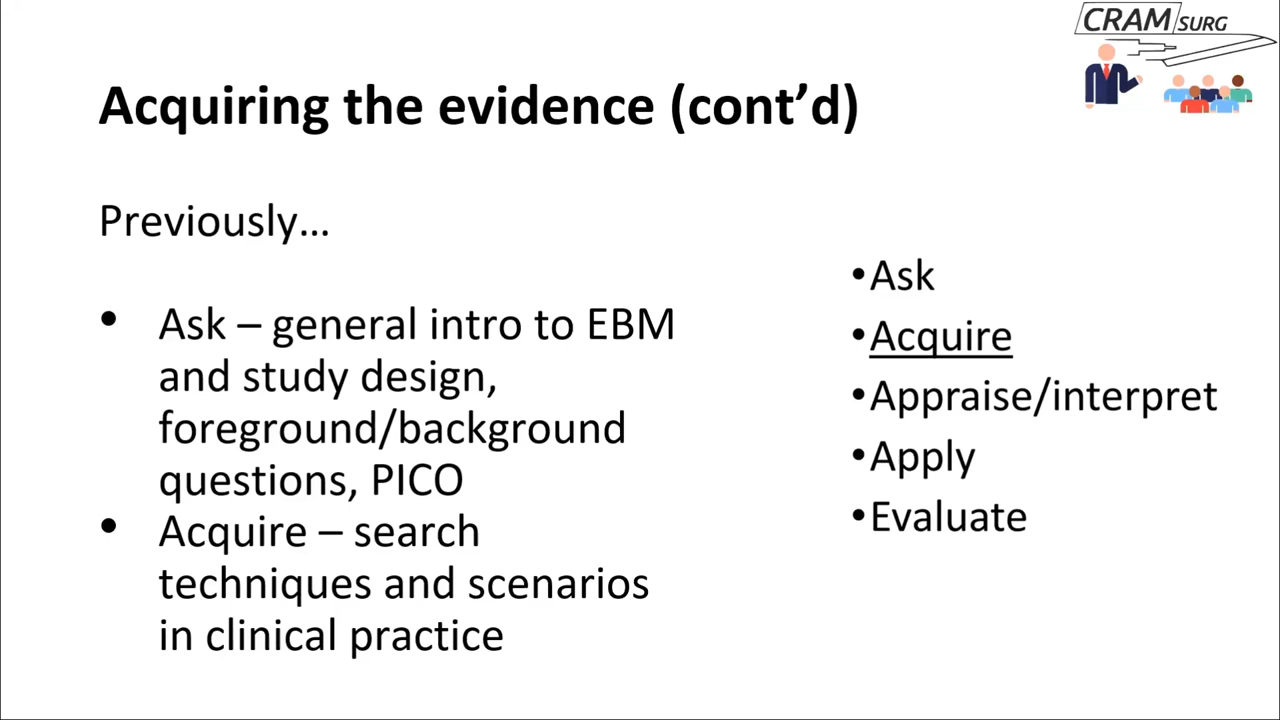 CRAM SURG
Acquiring the evidence (cont’d)
Previously…
• Ask – general intro to EBM
and study design,
foreground/background
questions, PICO
• Acquire – search
techniques and scenarios
in clinical practice
•Ask
•Acquire
•Appraise/interpret
•Apply
•Evaluate